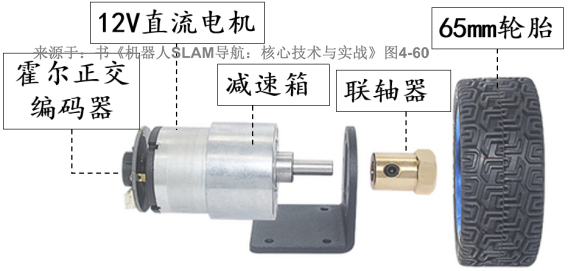 12V直流电机
65mm轮胎
来源于：书《机器人SLAM导航：核心技术与实战》图4-60
霍尔正交
编码器
减速箱
联轴器